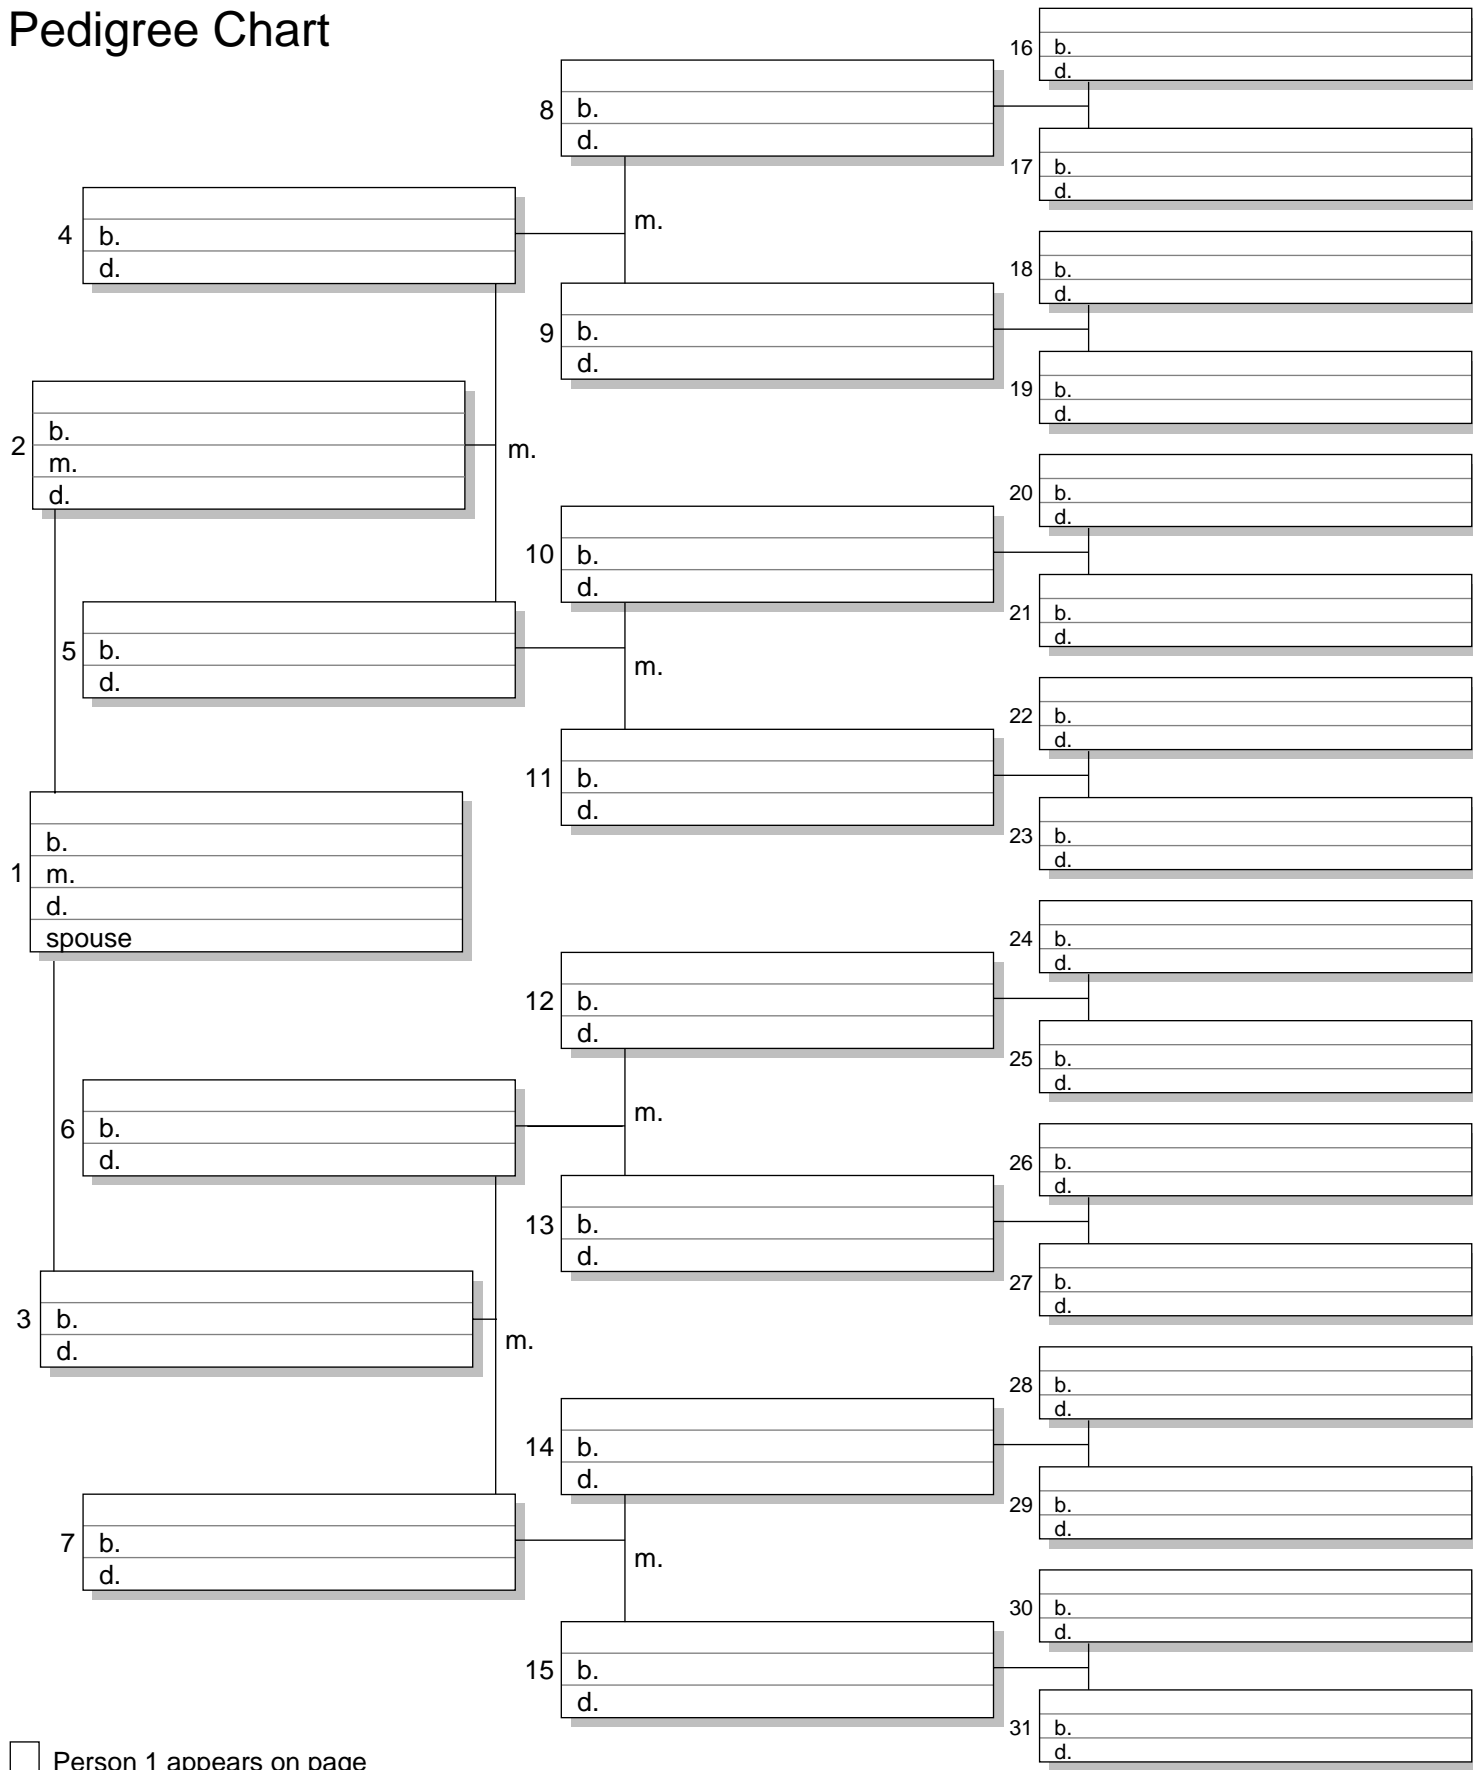 Pedigree Chart
16
b.
d.
8
b.
d.
17
b.
d.
4
b.
d.
m.
18
b.
d.
9
b.
d.
19
b.
d.
2
b.
m.
d.
m.
20
b.
d.
10
b.
d.
21
b.
d.
5
b.
d.
m.
22
b.
d.
11
b.
d.
23
b.
d.
1
b.
m.
d.
spouse
24
b.
d.
12
b.
d.
25
b.
d.
6
b.
d.
m.
26
b.
d.
13
b.
d.
27
b.
d.
3
b.
d.
m.
28
b.
d.
14
b.
d.
29
b.
d.
7
b.
d.
m.
30
b.
d.
15
b.
d.
31
b.
d.
Person 1 appears on page